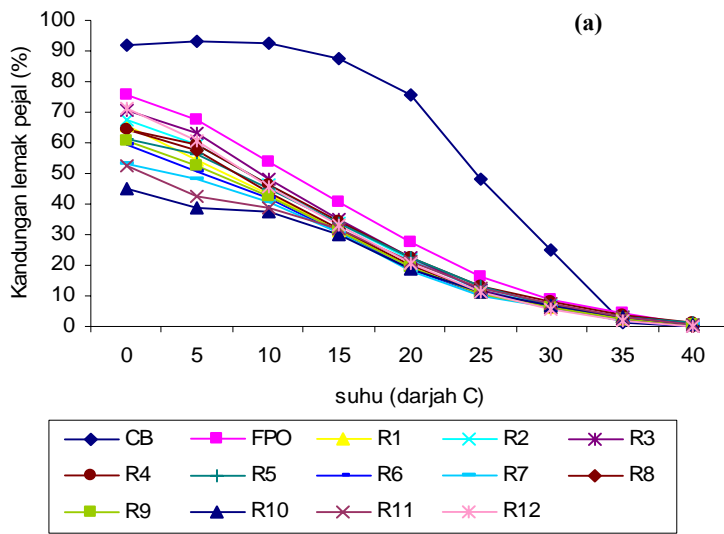 (a)
Kandungan lemak pejal (%)
100
90
80
70
60
50
40
30
20
10
0
0 5 10 15 20 25 30 35 40
suhu (darjah C)
CB FPO R1 R2 R3
R4 R5 R6 R7 R8
R9 R10 R11 R12